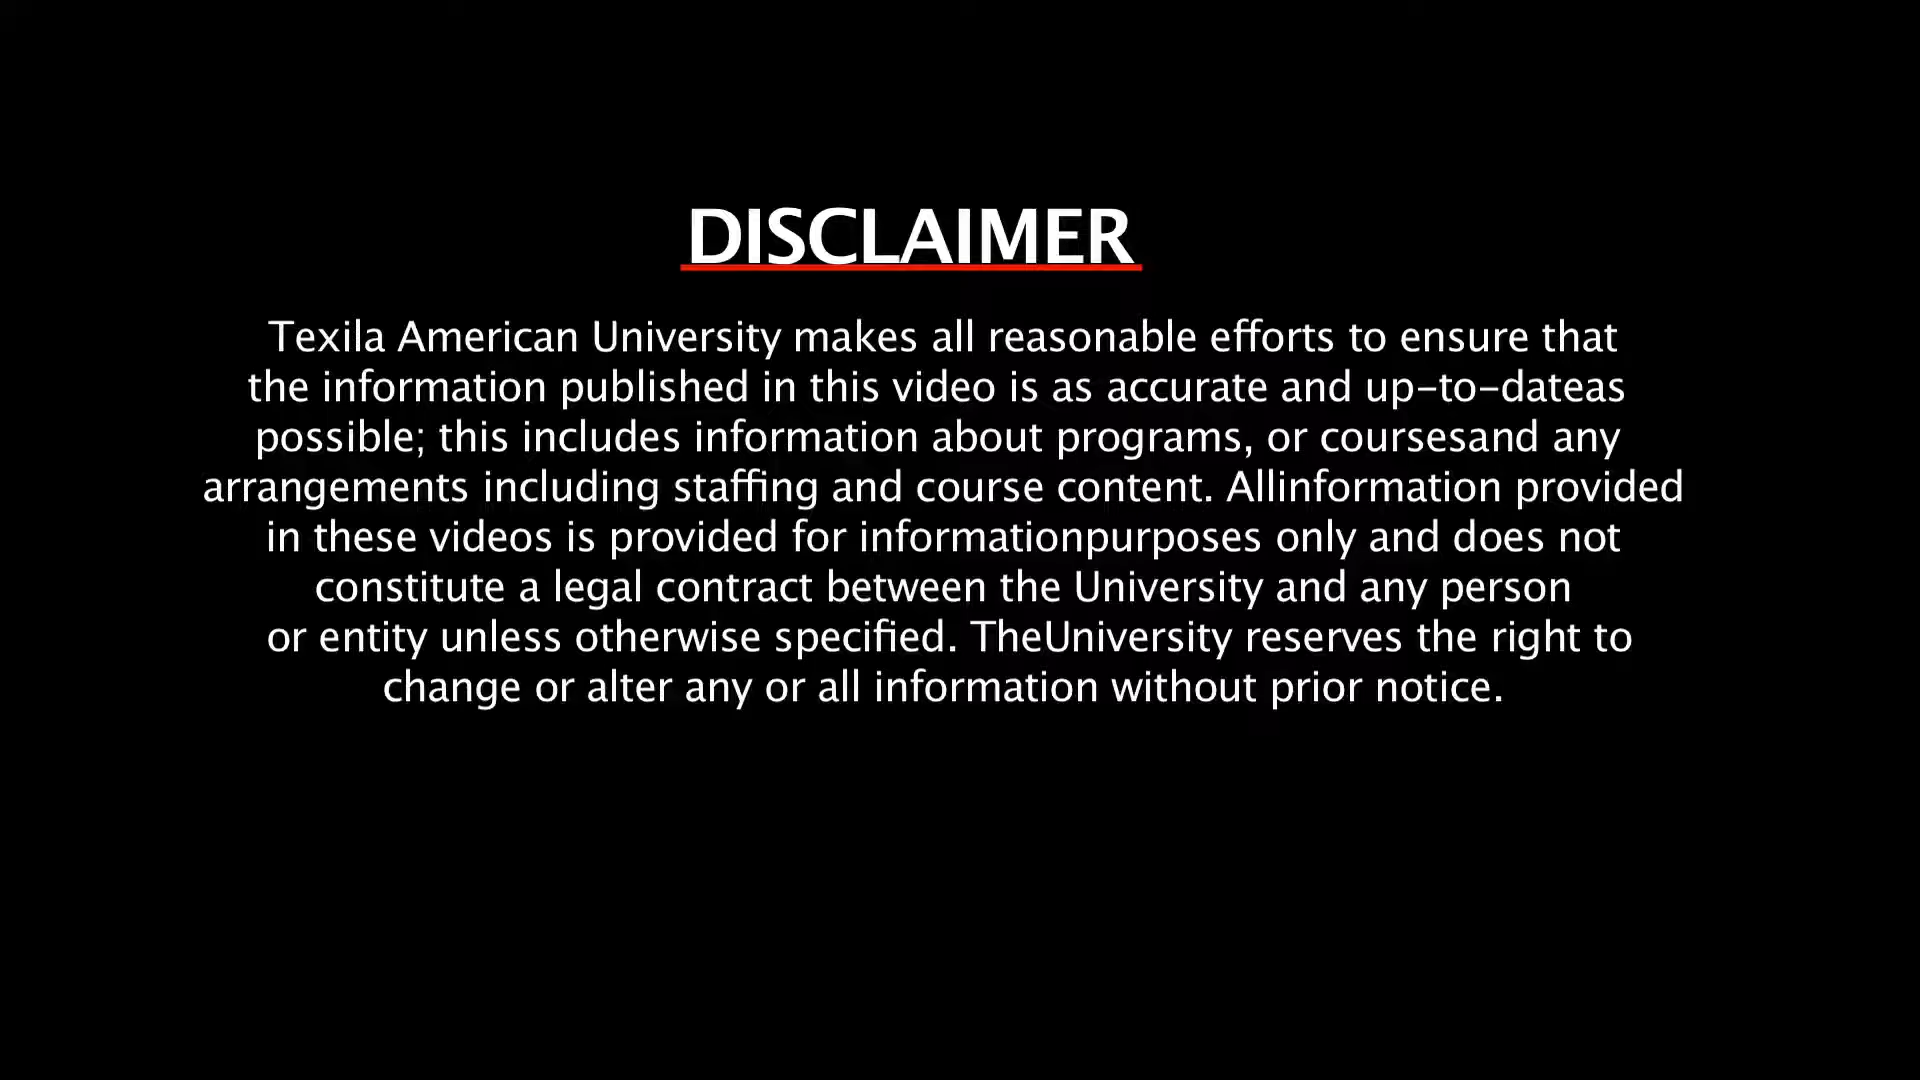 DISCLAIMER
Texila American University makes all reasonable efforts to ensure that
the information published in this video is as accurate and up-to-dateas
possible; this includes information about programs, or coursesand any
arrangements including staffing and course content. Allinformation provided
in these videos is provided for informationpurposes only and does not
constitute a legal contract between the University and any person
or entity unless otherwise specified. TheUniversity reserves the right to
change or alter any or all information without prior notice.